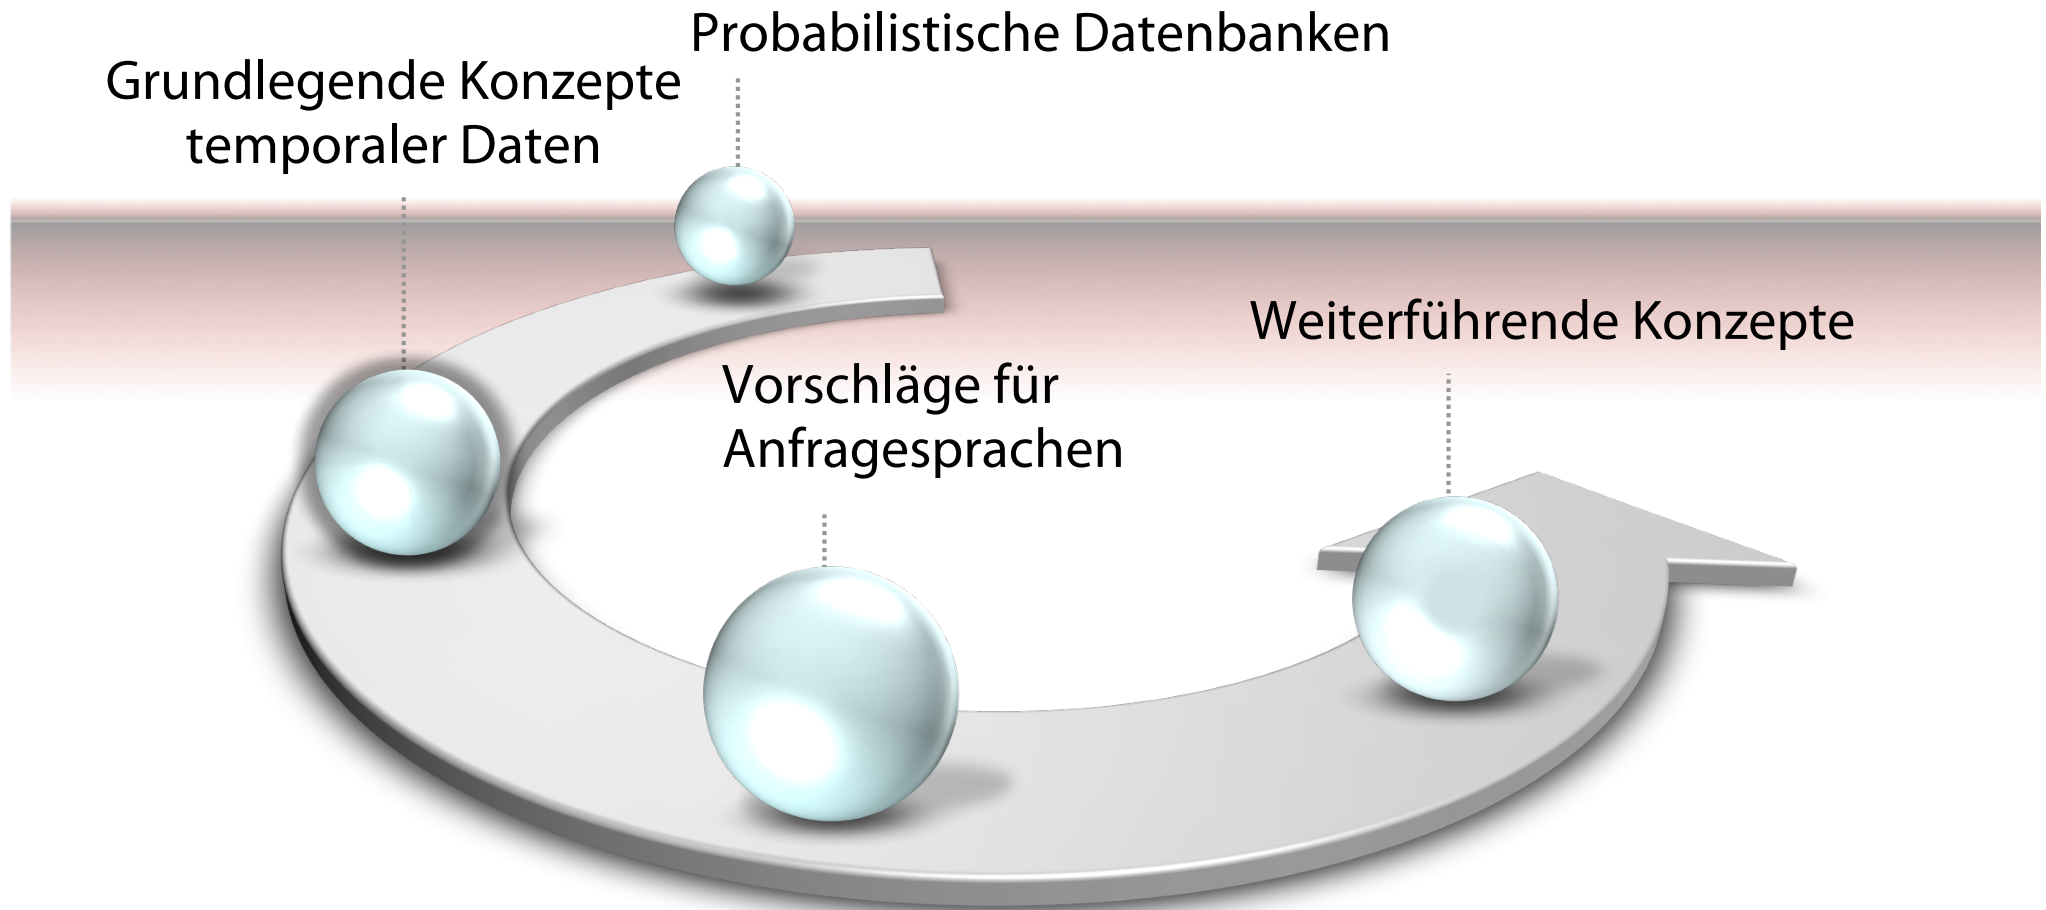 Probabilistische Datenbanken
Grundlegende Konzepte
temporaler Daten
Vorschläge für
Anfragesprachen
Weiterführende Konzepte